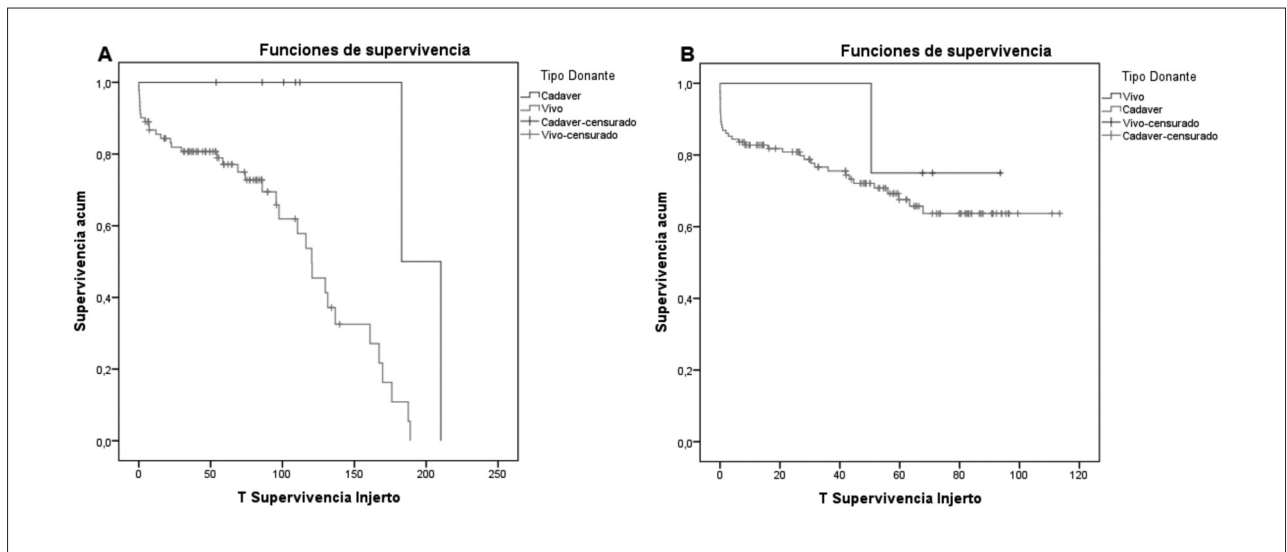 A
Funciones de supervivencia
Supervivencia acum
1,0
0,8
0,6
0,4
0,2
0,0
0
50
100
150
200
250
T Supervivencia Injerto
Tipo Donante
Cadaver
Vivo
Cadaver-censurado
Vivo-censurado
B
Funciones de supervivencia
Supervivencia acum
1,0
0,8
0,6
0,4
0,2
0,0
0
20
40
60
80
100
120
T Supervivencia Injerto
Tipo Donante
Vivo
Cadaver
Vivo-censurado
Cadaver-censurado